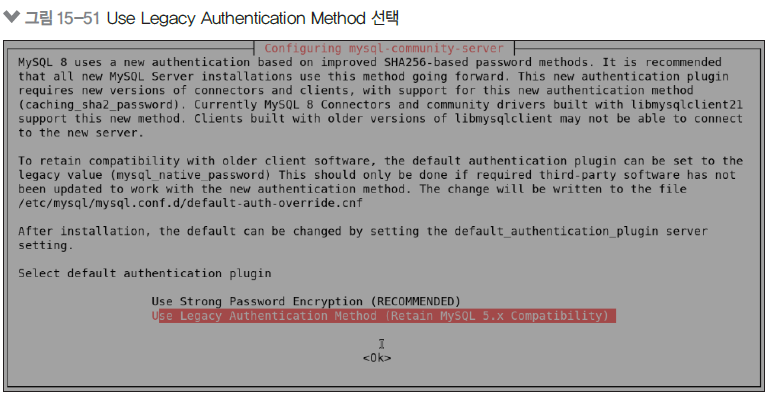 그림 15-51 Use Legacy Authentication Method 선택
Configuring mysql-community-server
MySQL 8 uses a new authentication based on improved SHA256-based password methods. It is recommended
that all new MySQL Server installations use this method going forward. This new authentication plugin
requires new versions of connectors and clients, with support for this new authentication method
(caching_sha2_password). Currently MySQL 8 Connectors and community drivers built with libmysqlclient21
support this new method. Clients built with older versions of libmysqlclient may not be able to connect
to the new server.
To retain compatibility with older client software, the default authentication plugin can be set to the
legacy value (mysql_native_password) This should only be done if required third-party software has not
been updated to work with the new authentication method. The change will be written to the file
/etc/mysql/mysql.conf.d/default-auth-override.cnf
After installation, the default can be changed by setting the default_authentication_plugin server
setting.
Select default authentication plugin
Use Strong Password Encryption (RECOMMENDED)
Use Legacy Authentication Method (Retain MySQL 5.x Compatibility)
<Ok>